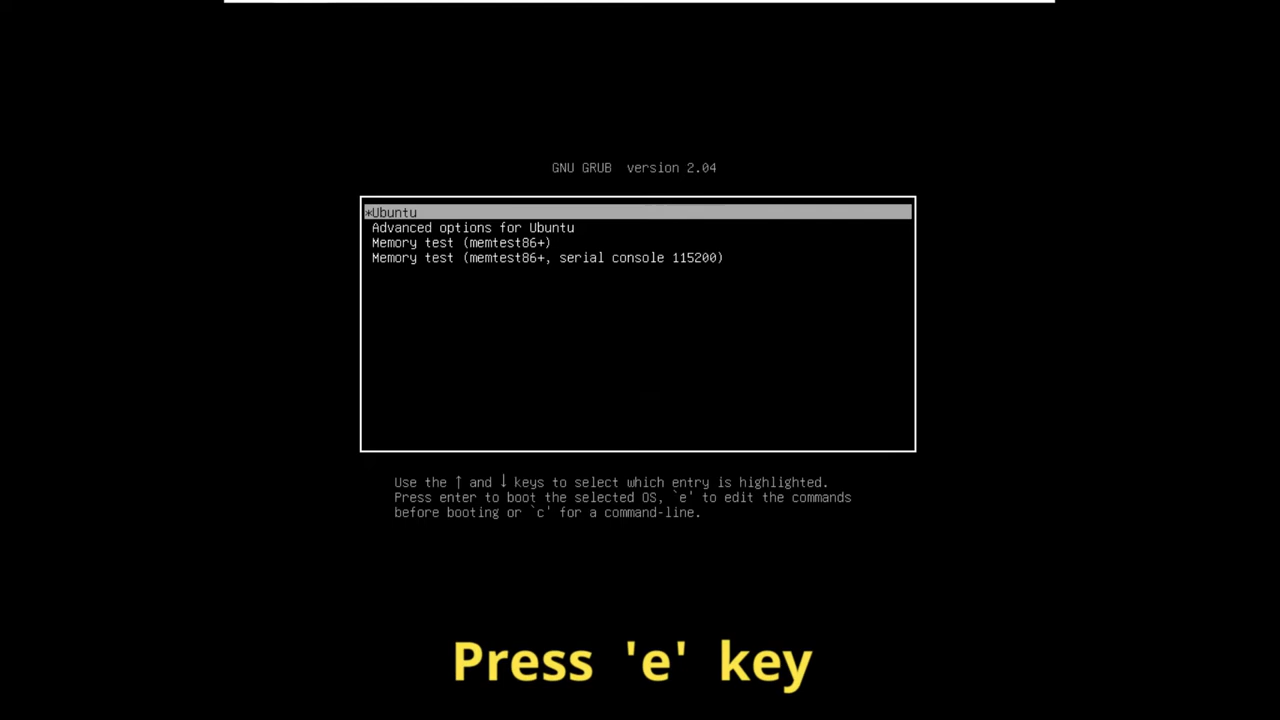 GNU GRUB  version 2.04
*Ubuntu
Advanced options for Ubuntu
Memory test (memtest86+)
Memory test (memtest86+, serial console 115200)
Use the ↑ and ↓ keys to select which entry is highlighted.
Press enter to boot the selected OS, `e' to edit the commands
before booting or `c' for a command-line.
Press 'e' key